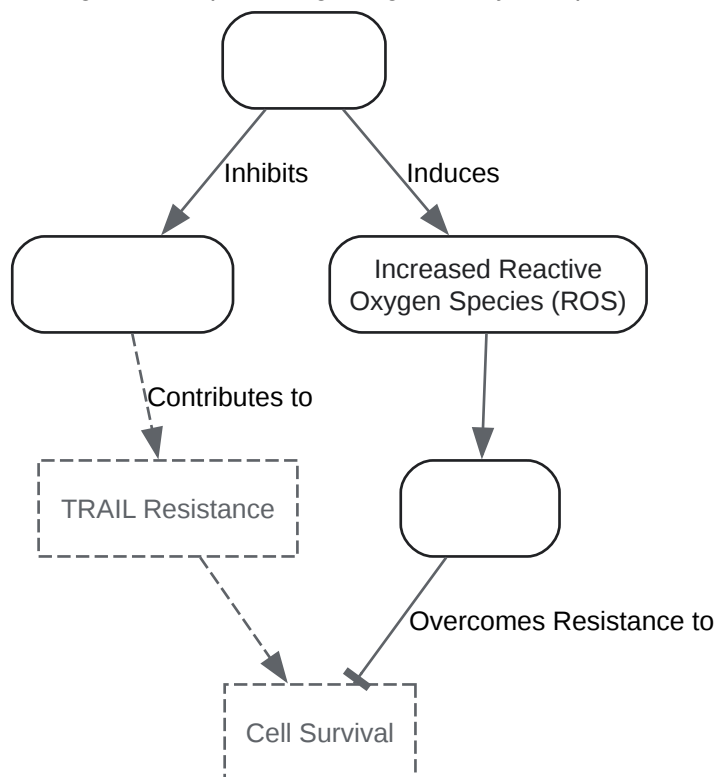 Inhibits
Induces
Increased Reactive
Oxygen Species (ROS)
Contributes to
TRAIL Resistance
Overcomes Resistance to
Cell Survival